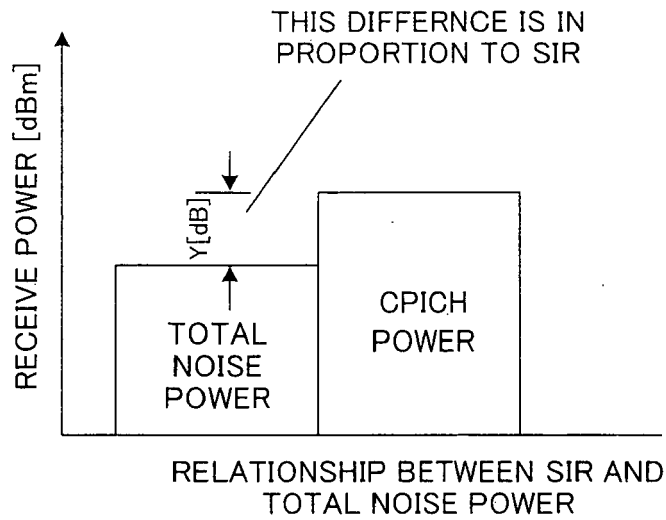 THIS DIFFERNCE IS IN
PROPORTION TO SIR
RECEIVE POWER [dBm]
Y[dB]
TOTAL
NOISE
POWER
CPICH
POWER
RELATIONSHIP BETWEEN SIR AND
TOTAL NOISE POWER